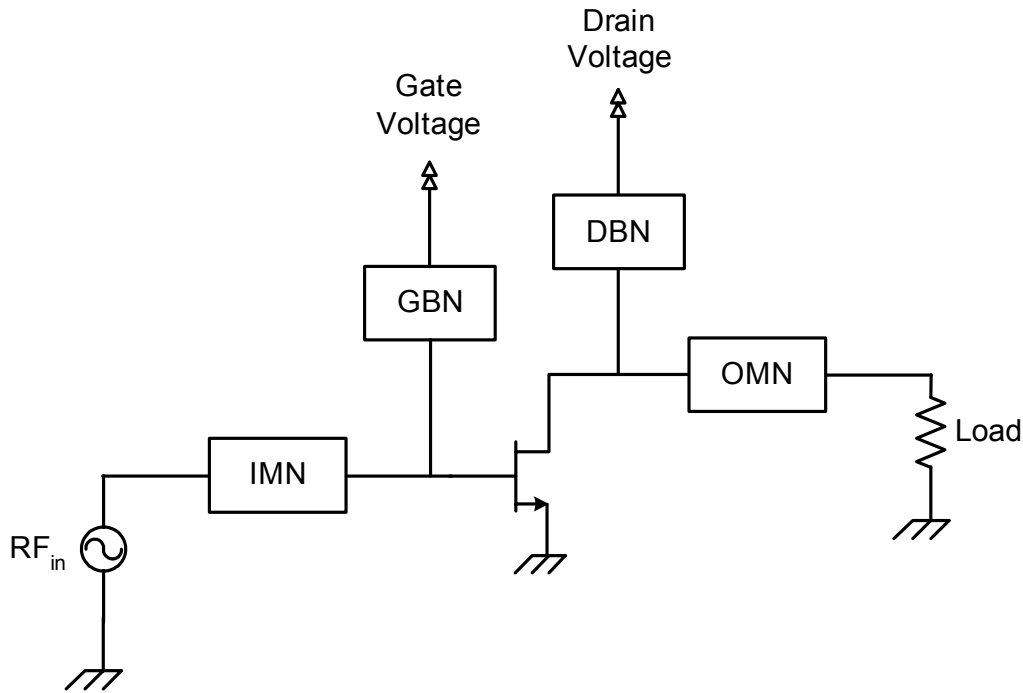 Drain
Voltage
Gate
Voltage
DBN
GBN
OMN
Load
IMN
RFin